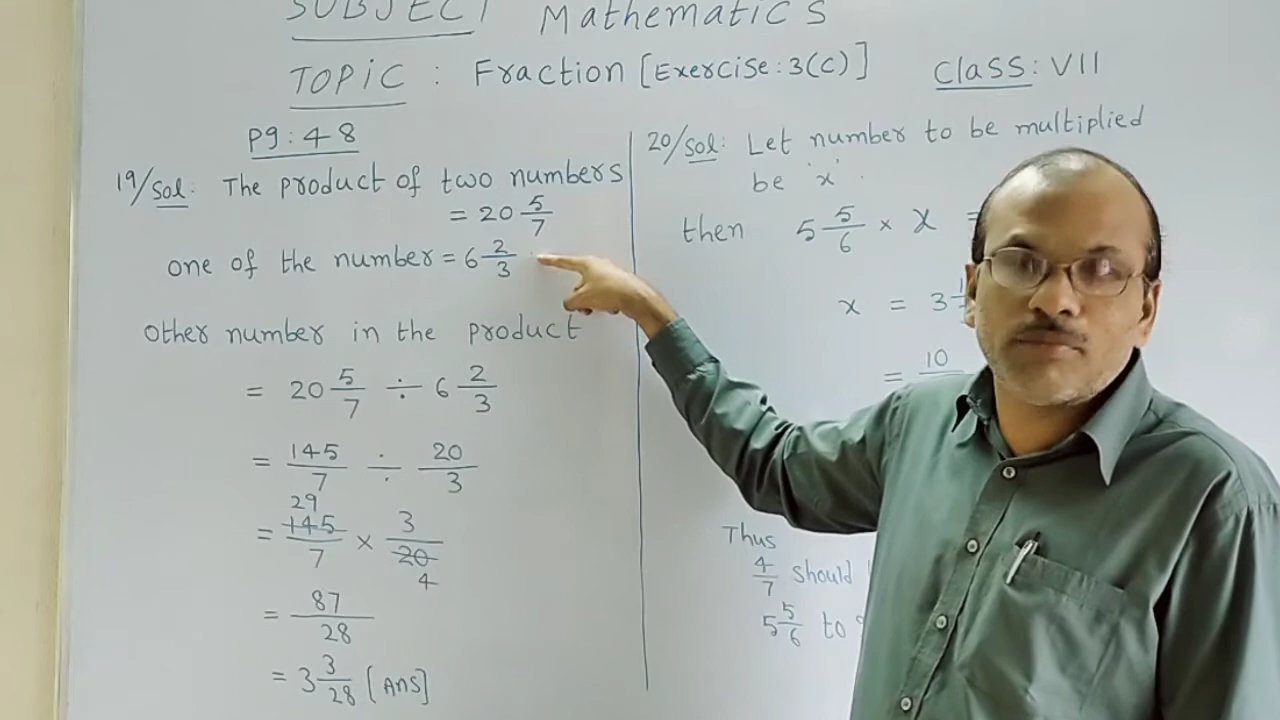 SUBJECT Mathematics
TOPIC : Fraction [Exercise:3(C)] Class: VII
P9:48
19/Sol: The product of two numbers
= 20 5/7
one of the number = 6 2/3
Other number in the product
= 20 5/7 ÷ 6 2/3
= 145/7 ÷ 20/3
29
= 145/7 × 3/20
4
= 87/28
= 3 3/28 [Ans]
20/Sol: Let number to be multiplied
be 'x'
then 5 5/6 × x =
x = 3
= 10
Thus
4/7 should
5 5/6 to